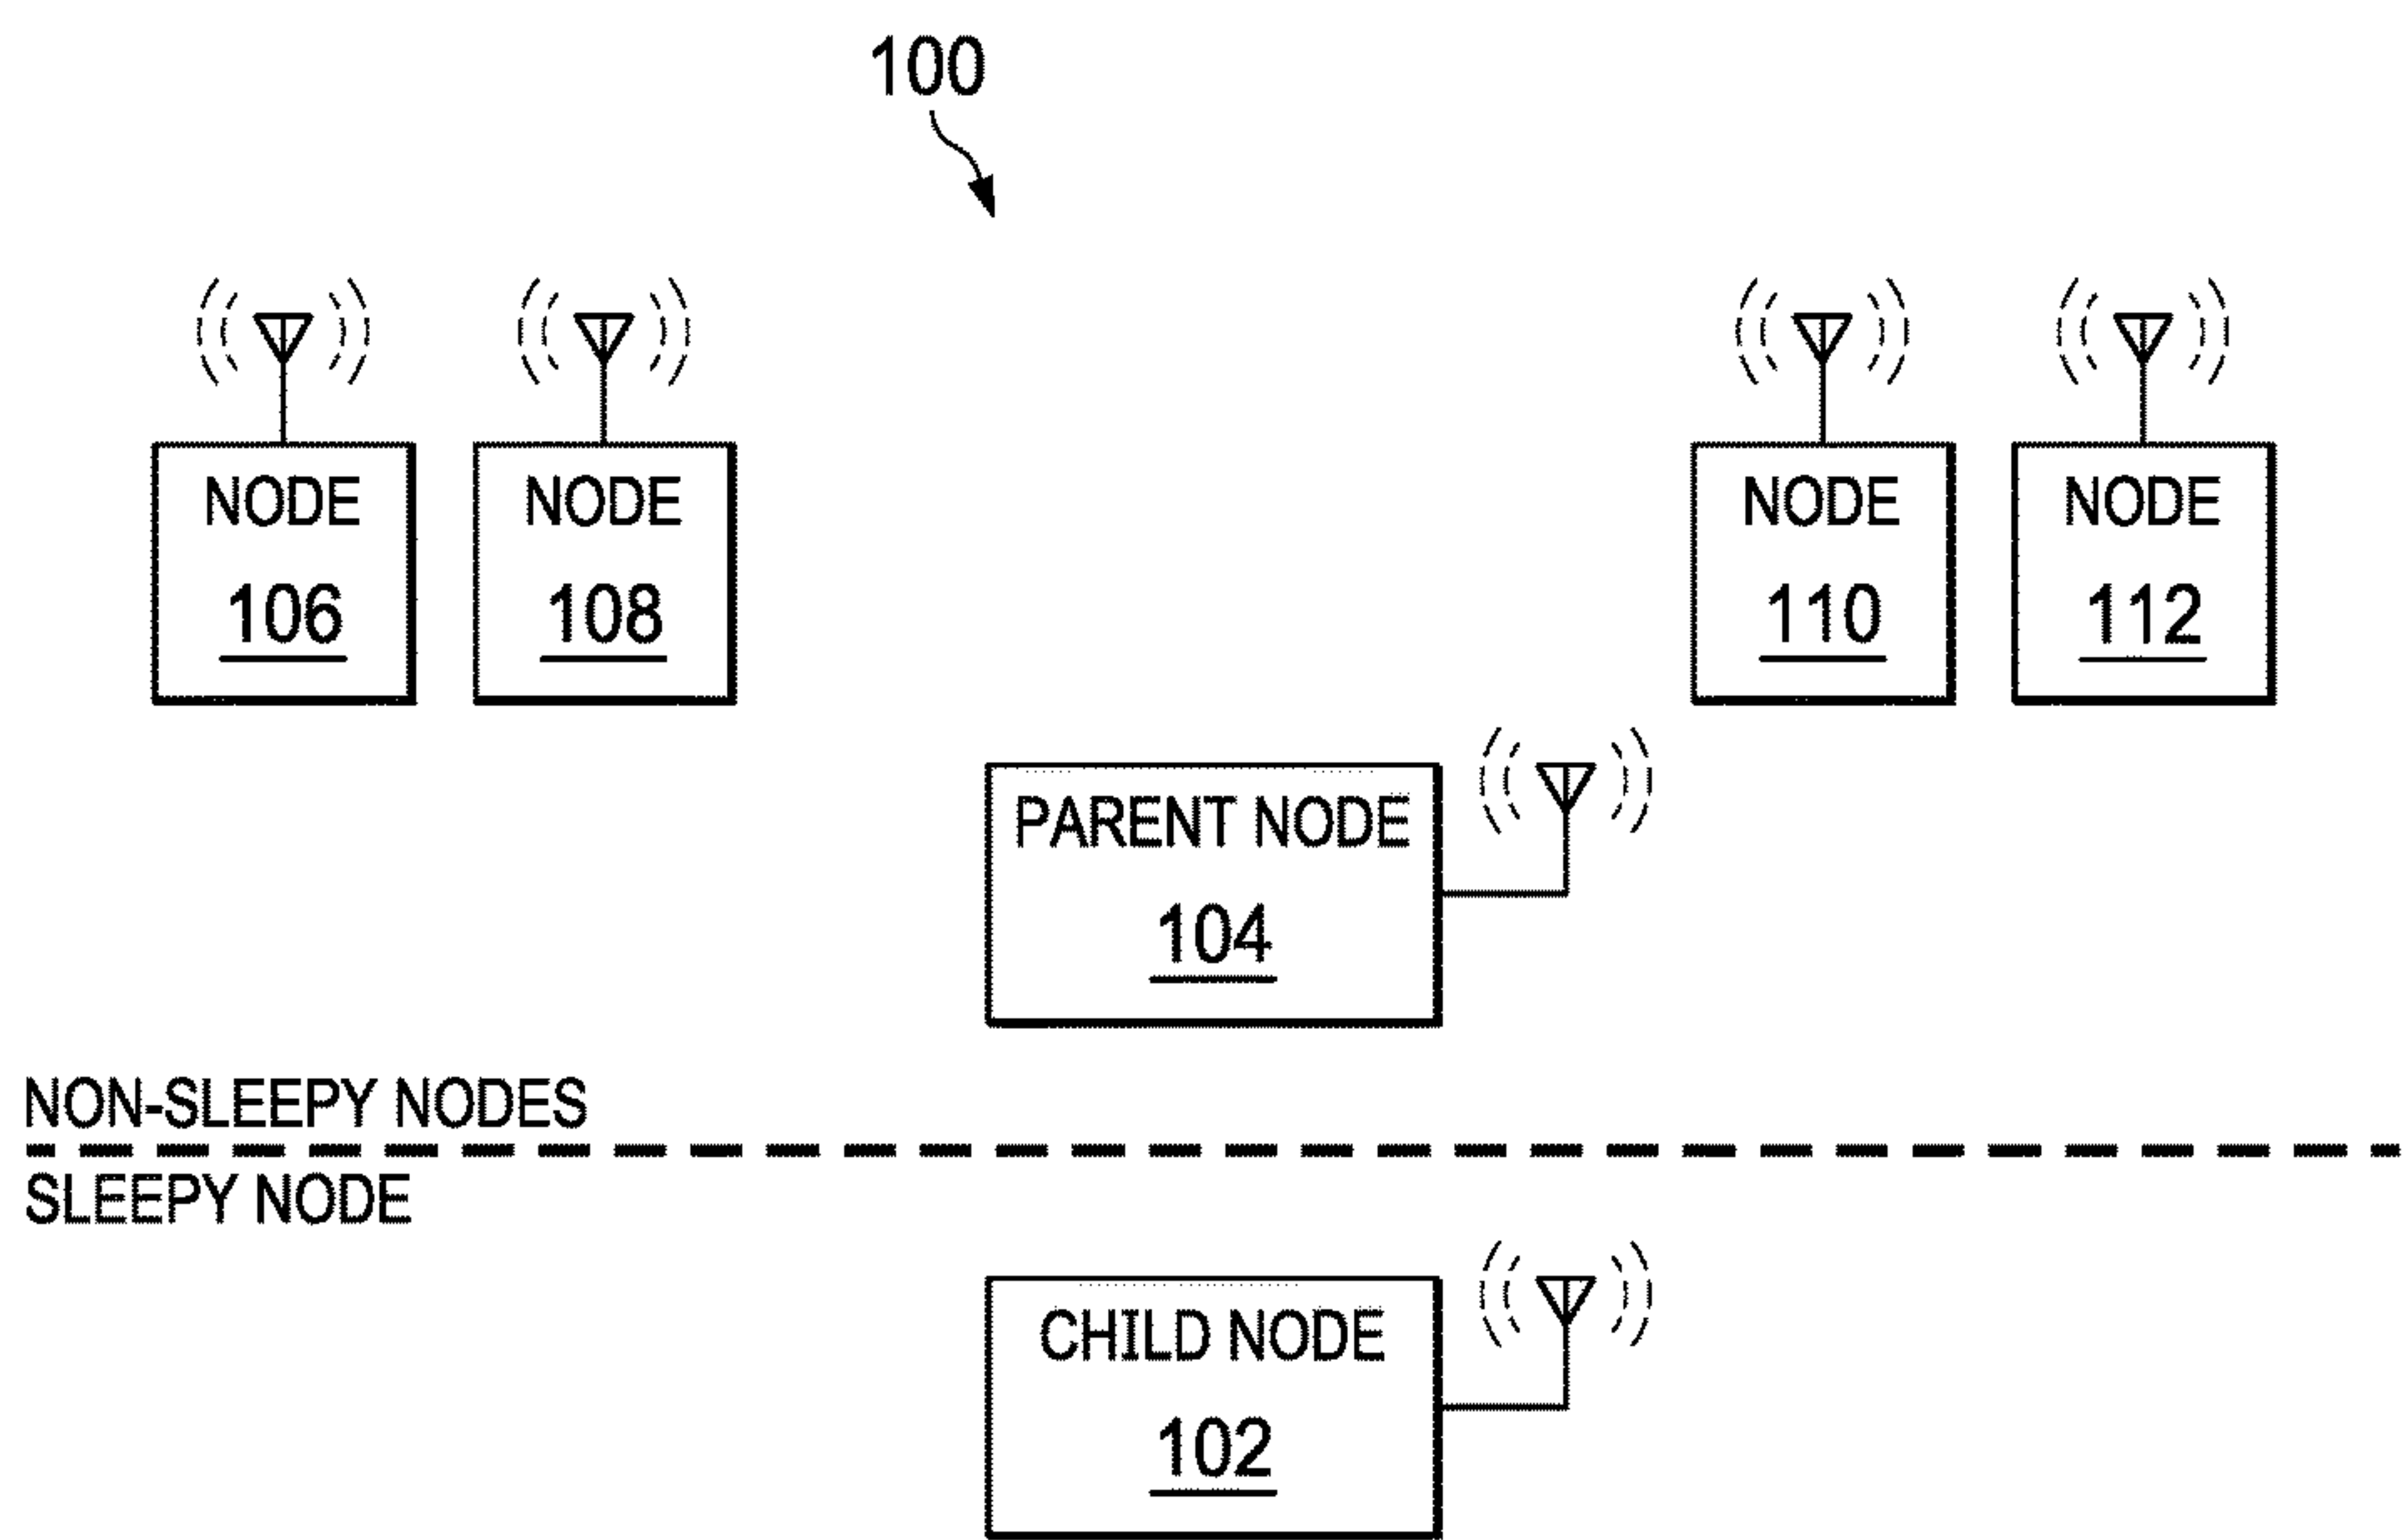 100
NODE
106
NODE
108
NODE
110
NODE
112
PARENT NODE
104
NON-SLEEPY NODES
SLEEPY NODE
CHILD NODE
102